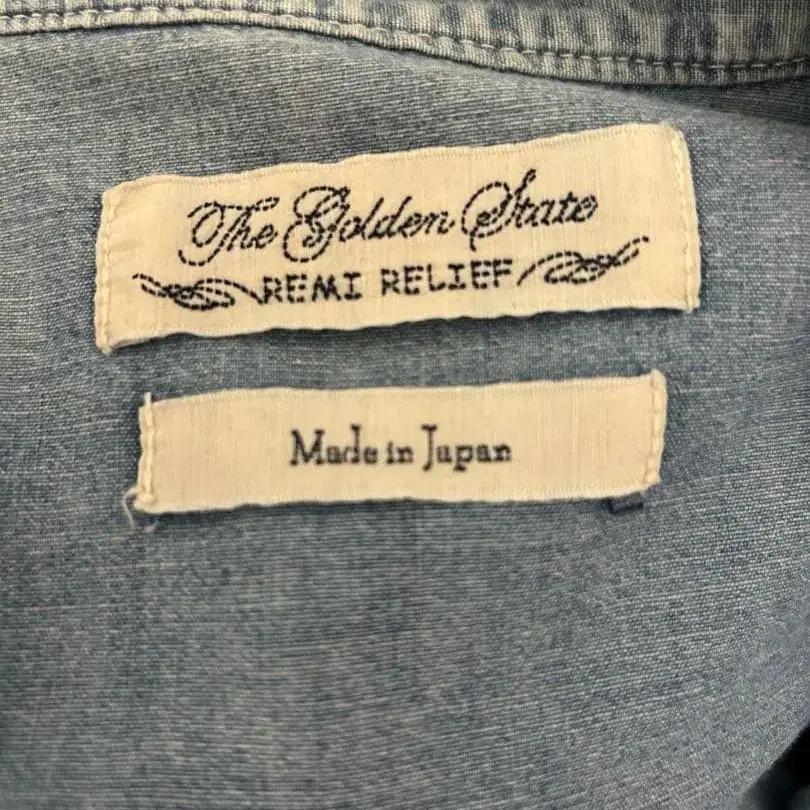 The Golden State
REMI RELIEF
Made in Japan